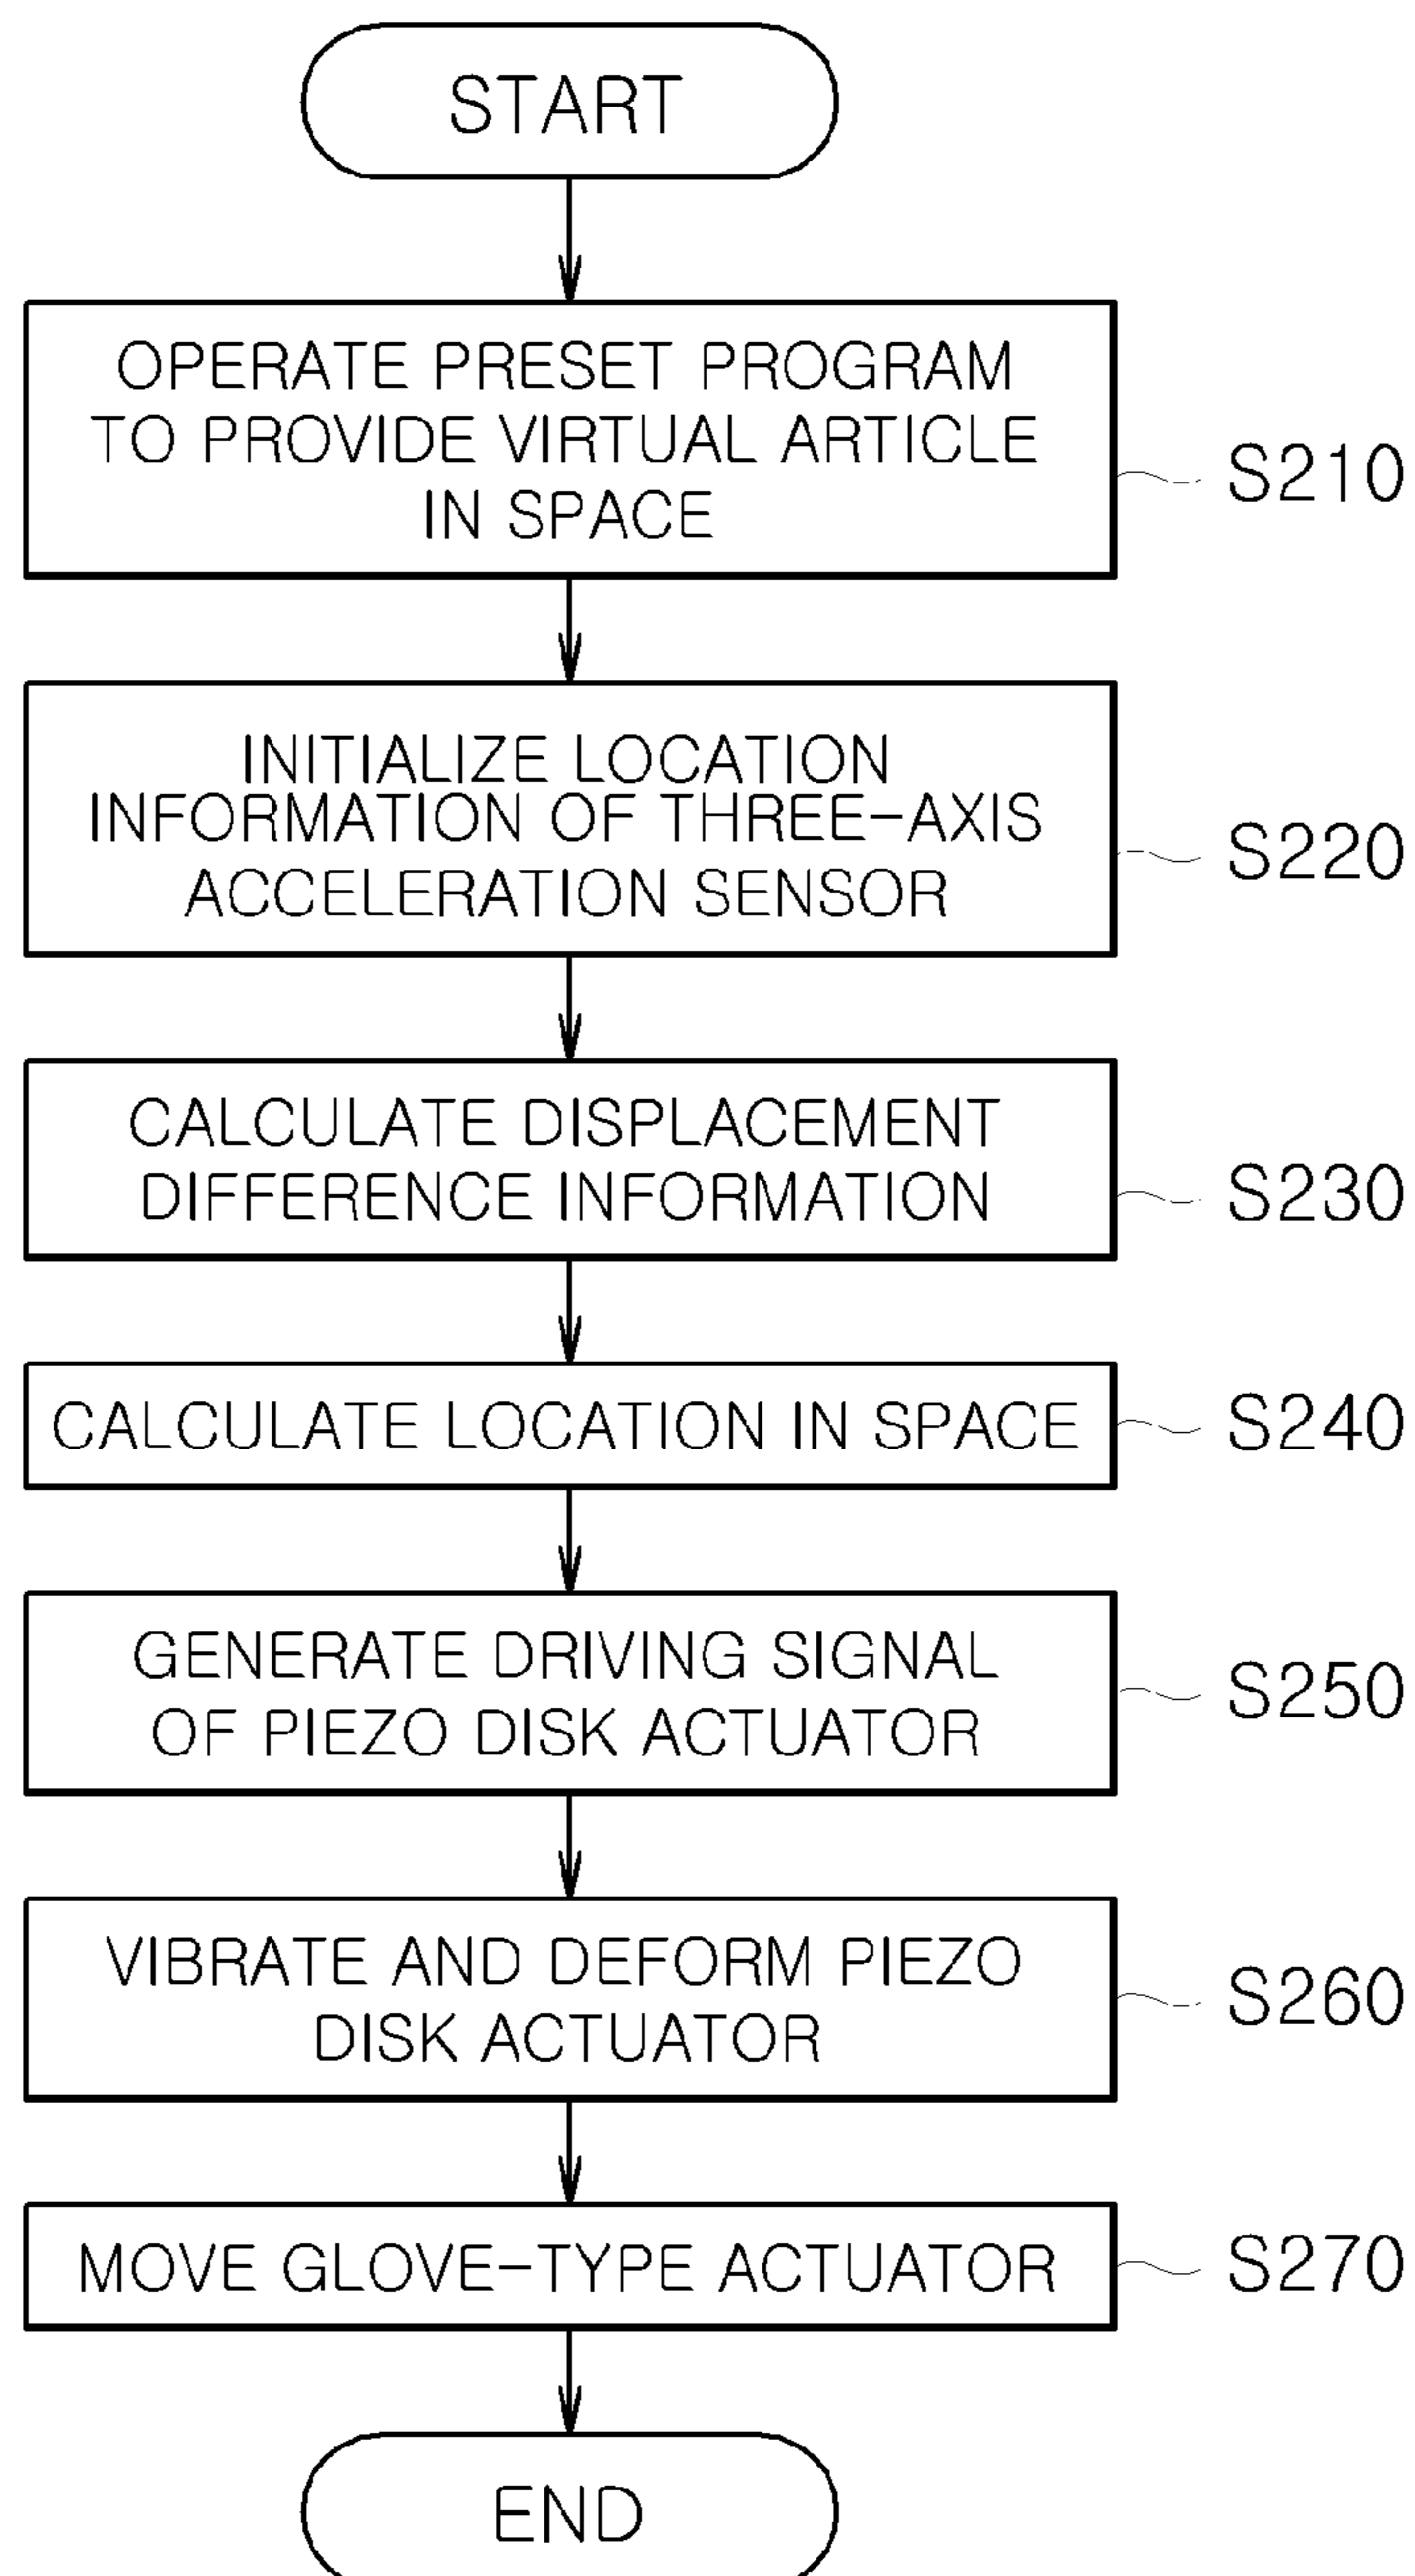 START
OPERATE PRESET PROGRAM
TO PROVIDE VIRTUAL ARTICLE
IN SPACE
S210
INITIALIZE LOCATION
INFORMATION OF THREE-AXIS
ACCELERATION SENSOR
S220
CALCULATE DISPLACEMENT
DIFFERENCE INFORMATION
S230
CALCULATE LOCATION IN SPACE
S240
GENERATE DRIVING SIGNAL
OF PIEZO DISK ACTUATOR
S250
VIBRATE AND DEFORM PIEZO
DISK ACTUATOR
S260
MOVE GLOVE-TYPE ACTUATOR
S270
END